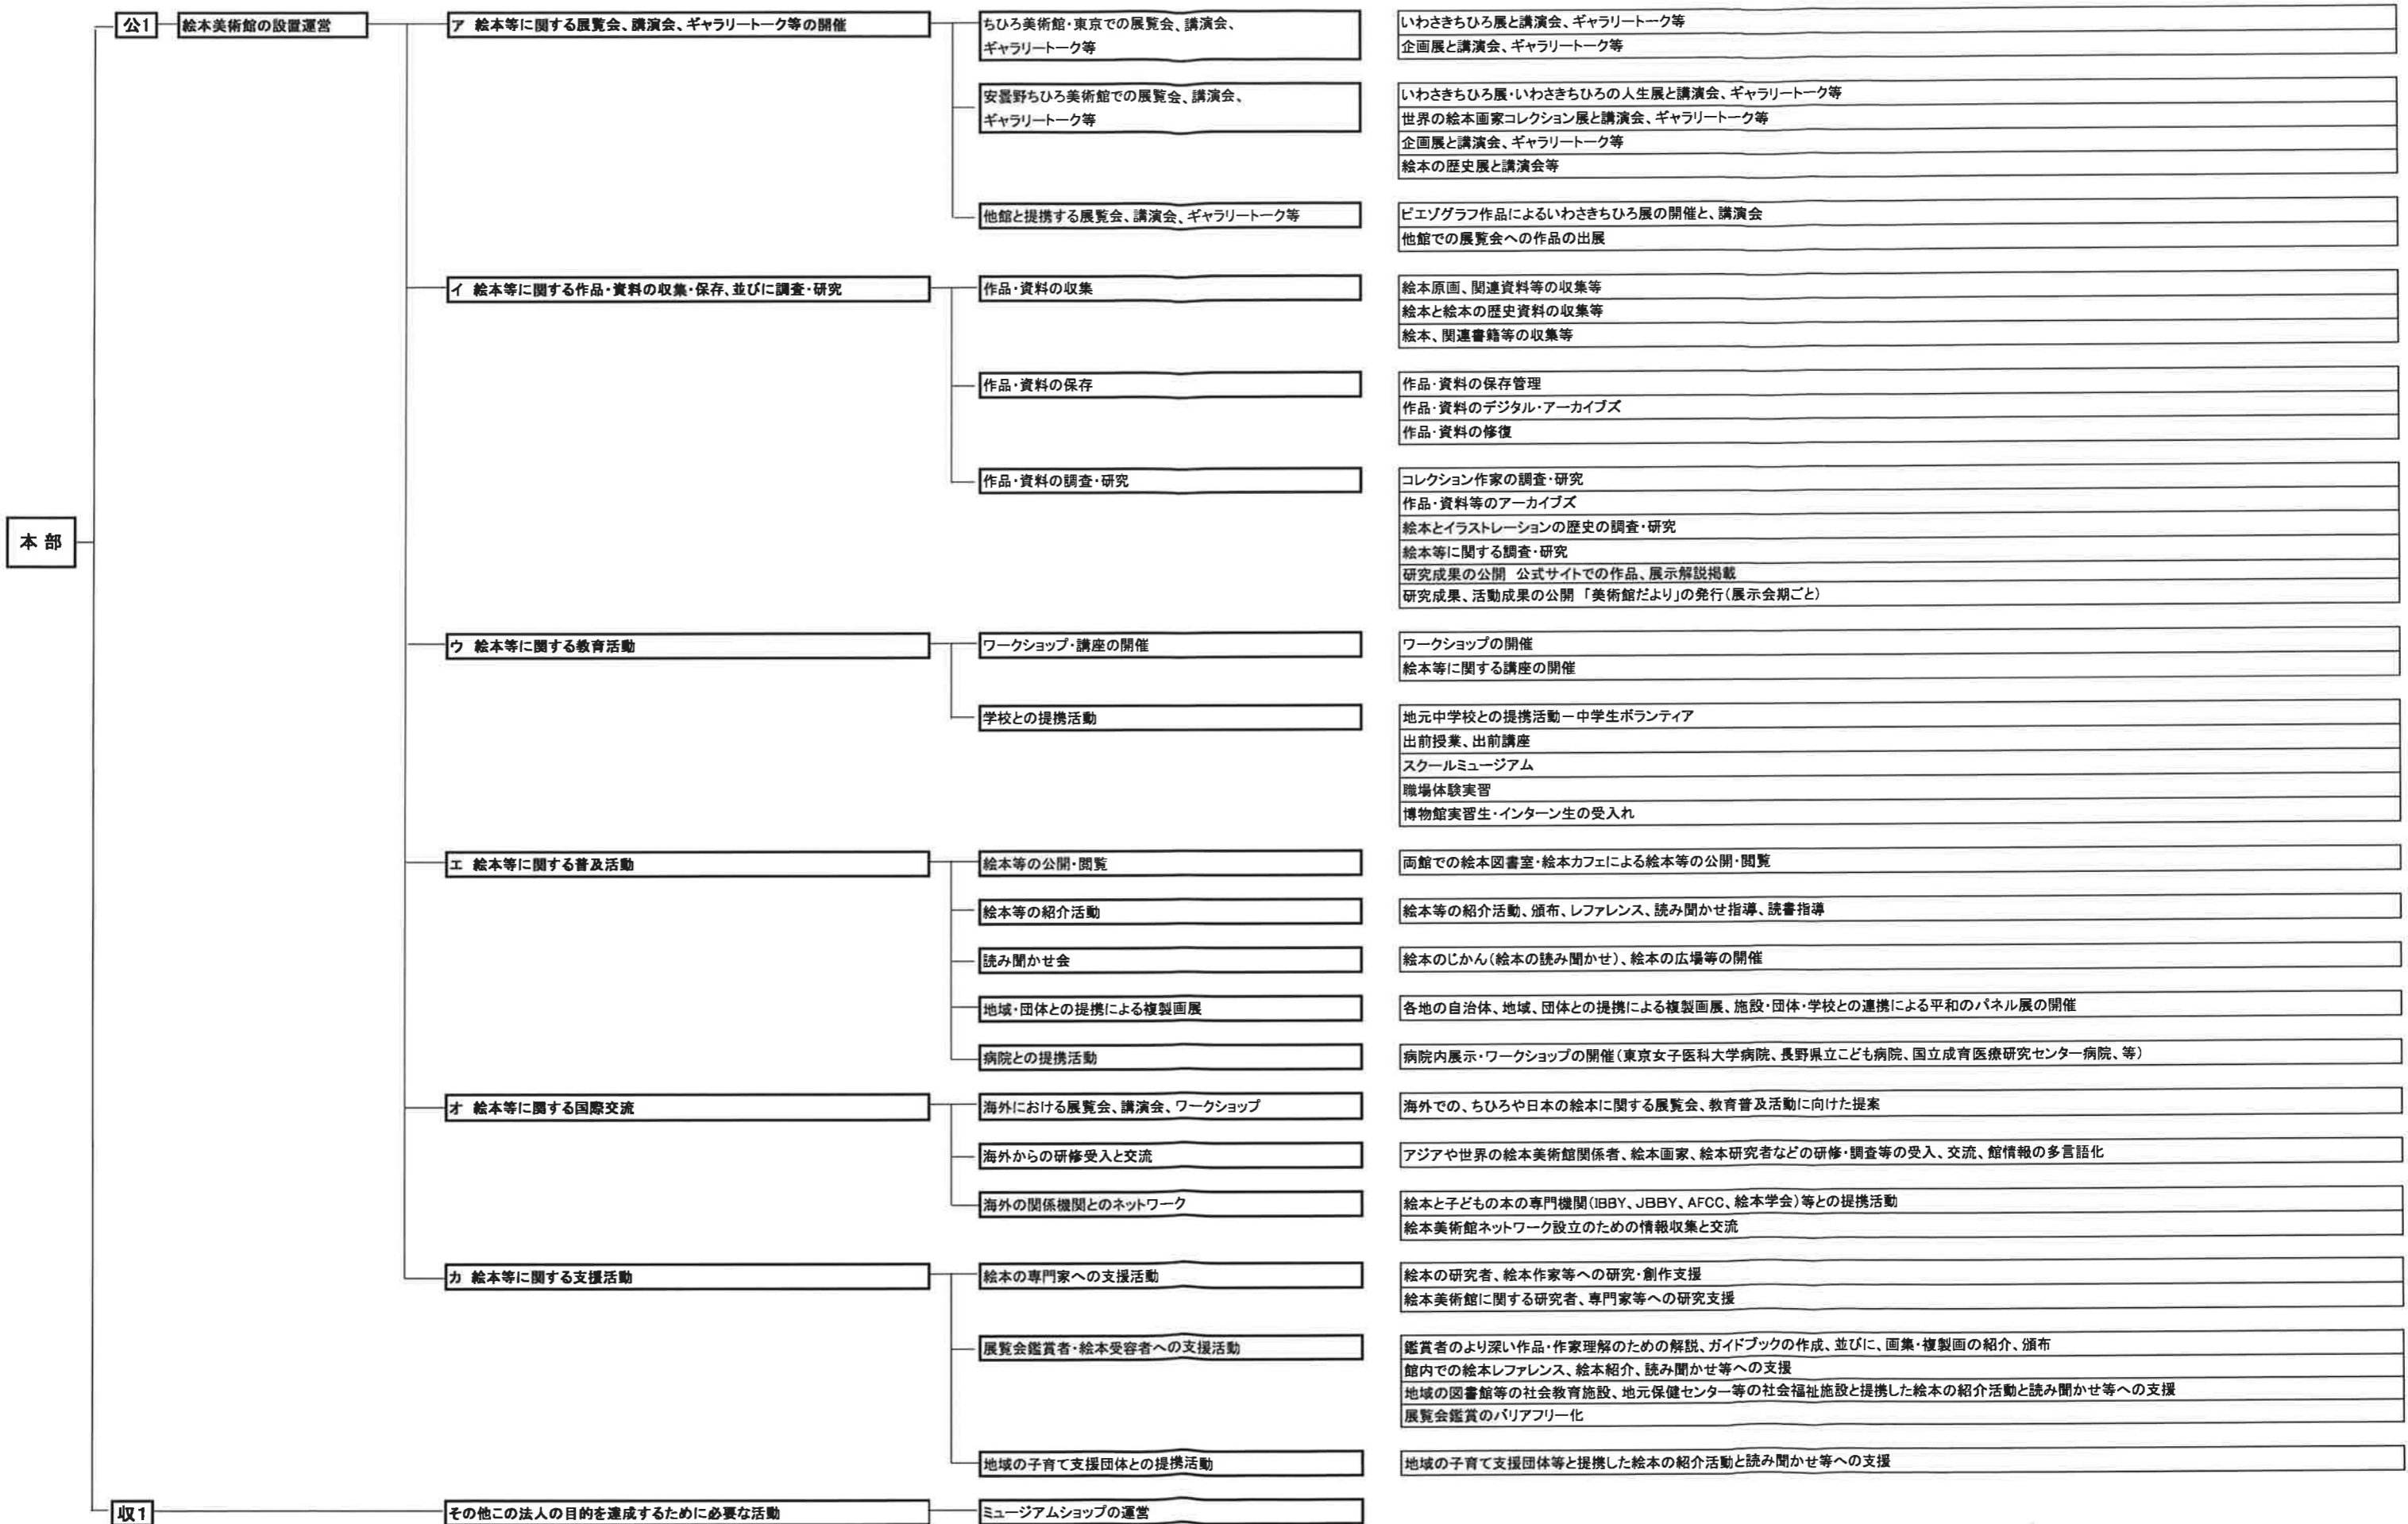 公1
絵本美術館の設置運営
ア 絵本等に関する展覧会、講演会、ギャラリートーク等の開催
ちひろ美術館・東京での展覧会、講演会、
ギャラリートーク等
いわさきちひろ展と講演会、ギャラリートーク等
企画展と講演会、ギャラリートーク等
安曇野ちひろ美術館での展覧会、講演会、
ギャラリートーク等
いわさきちひろ展・いわさきちひろの人生展と講演会、ギャラリートーク等
世界の絵本画家コレクション展と講演会、ギャラリートーク等
企画展と講演会、ギャラリートーク等
絵本の歴史展と講演会等
他館と提携する展覧会、講演会、ギャラリートーク等
ピエゾグラフ作品によるいわさきちひろ展の開催と、講演会
他館での展覧会への作品の出展
イ 絵本等に関する作品・資料の収集・保存、並びに調査・研究
作品・資料の収集
絵本原画、関連資料等の収集等
絵本と絵本の歴史資料の収集等
絵本、関連書籍等の収集等
作品・資料の保存
作品・資料の保存管理
作品・資料のデジタル・アーカイブズ
作品・資料の修復
作品・資料の調査・研究
コレクション作家の調査・研究
作品・資料等のアーカイブズ
絵本とイラストレーションの歴史の調査・研究
絵本等に関する調査・研究
研究成果の公開 公式サイトでの作品、展示解説掲載
研究成果、活動成果の公開 「美術館だより」の発行(展示会期ごと)
本 部
ウ 絵本等に関する教育活動
ワークショップ・講座の開催
ワークショップの開催
絵本等に関する講座の開催
学校との提携活動
地元中学校との提携活動－中学生ボランティア
出前授業、出前講座
スクールミュージアム
職場体験実習
博物館実習生・インターン生の受入れ
エ 絵本等に関する普及活動
絵本等の公開・閲覧
両館での絵本図書室・絵本カフェによる絵本等の公開・閲覧
絵本等の紹介活動
絵本等の紹介活動、頒布、レファレンス、読み聞かせ指導、読書指導
読み聞かせ会
絵本のじかん(絵本の読み聞かせ)、絵本の広場等の開催
地域・団体との提携による複製画展
各地の自治体、地域、団体との提携による複製画展、施設・団体・学校との連携による平和のパネル展の開催
病院との提携活動
病院内展示・ワークショップの開催(東京女子医科大学病院、長野県立こども病院、国立成育医療研究センター病院、等)
オ 絵本等に関する国際交流
海外における展覧会、講演会、ワークショップ
海外での、ちひろや日本の絵本に関する展覧会、教育普及活動に向けた提案
海外からの研修受入と交流
アジアや世界の絵本美術館関係者、絵本画家、絵本研究者などの研修・調査等の受入、交流、館情報の多言語化
海外の関係機関とのネットワーク
絵本と子どもの本の専門機関(IBBY、JBBY、AFCC、絵本学会)等との提携活動
絵本美術館ネットワーク設立のための情報収集と交流
カ 絵本等に関する支援活動
絵本の専門家への支援活動
絵本の研究者、絵本作家等への研究・創作支援
絵本美術館に関する研究者、専門家等への研究支援
展覧会鑑賞者・絵本受容者への支援活動
鑑賞者のより深い作品・作家理解のための解説、ガイドブックの作成、並びに、画集・複製画の紹介、頒布
館内での絵本レファレンス、絵本紹介、読み聞かせ等への支援
地域の図書館等の社会教育施設、地元保健センター等の社会福祉施設と提携した絵本の紹介活動と読み聞かせ等への支援
展覧会鑑賞のバリアフリー化
地域の子育て支援団体との提携活動
地域の子育て支援団体等と提携した絵本の紹介活動と読み聞かせ等への支援
収1
その他この法人の目的を達成するために必要な活動
ミュージアムショップの運営